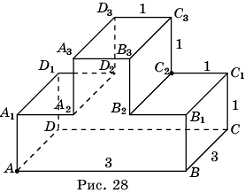 D₃ 1 C₃
A₃ B₃ 1
D₁ D₂ C₂ 1 C₁
A₁ A₂ B₂ B₁ 1
D C
A 3 B 3
Рис. 28